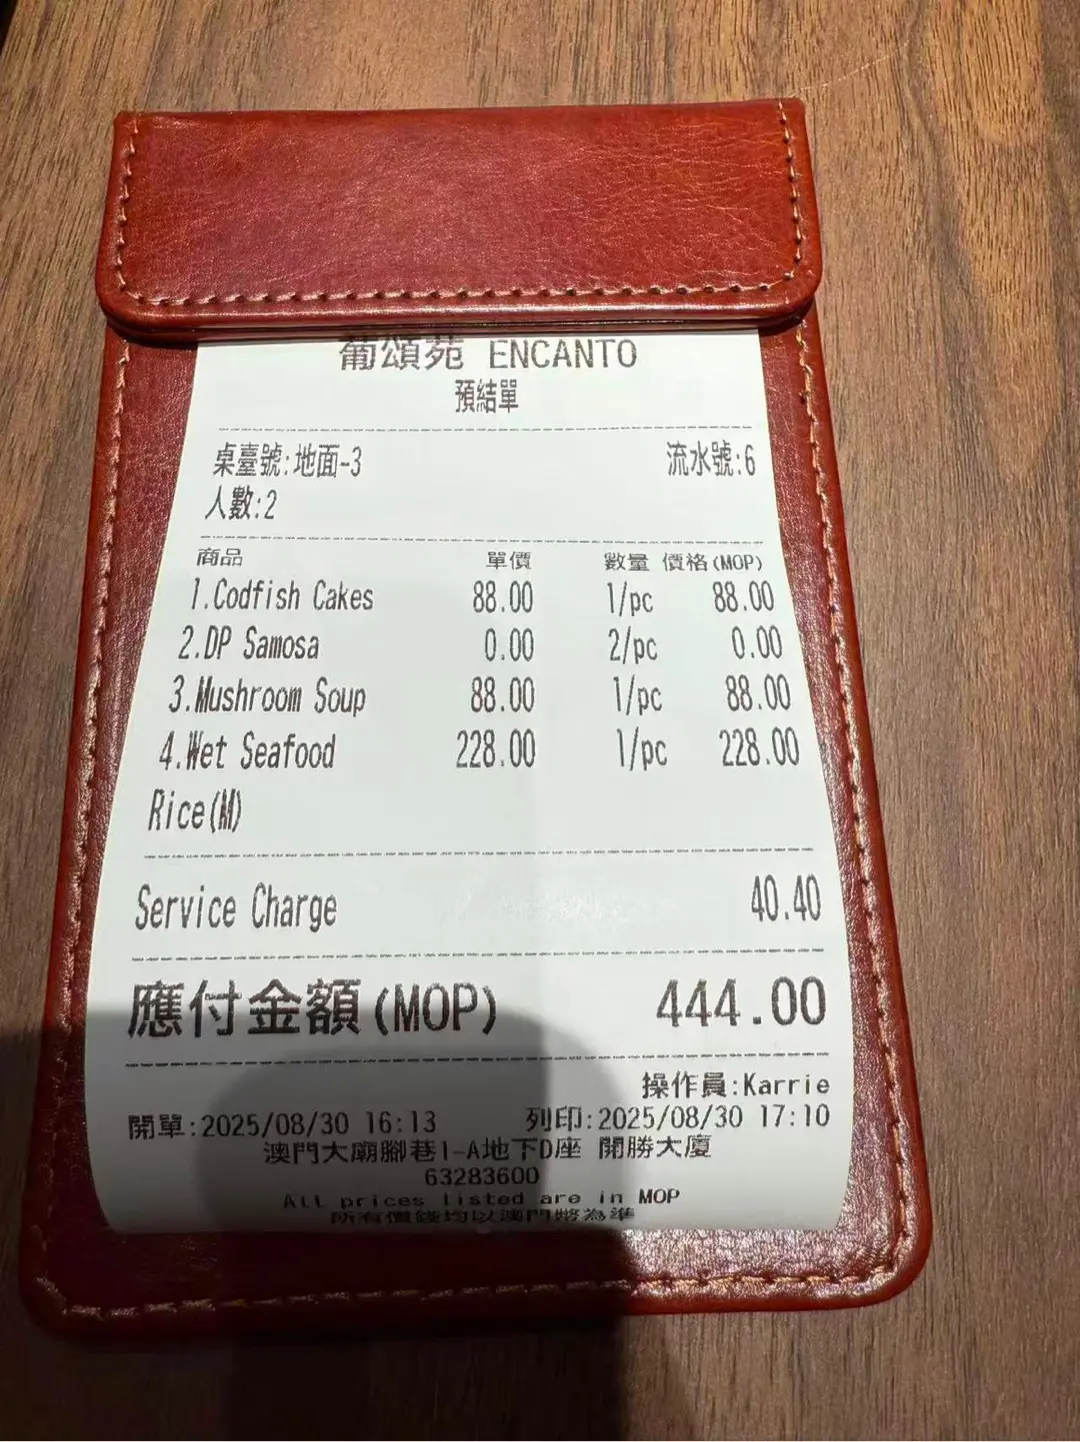 葡頌苑 ENCANTO
預結單
桌臺號:地面-3 流水號:6
人數:2
商品 單價 數量 價格(MOP)
1.Codfish Cakes 88.00 1/pc 88.00
2.DP Samosa 0.00 2/pc 0.00
3.Mushroom Soup 88.00 1/pc 88.00
4.Wet Seafood 228.00 1/pc 228.00
Rice(M)
Service Charge 40.40
應付金額(MOP) 444.00
操作員:Karrie
開單:2025/08/30 16:13 列印:2025/08/30 17:10
澳門大廟腳巷1-A地下D座 開勝大廈
63283600
All prices listed are in MOP
所有價錢均以澳門幣為準